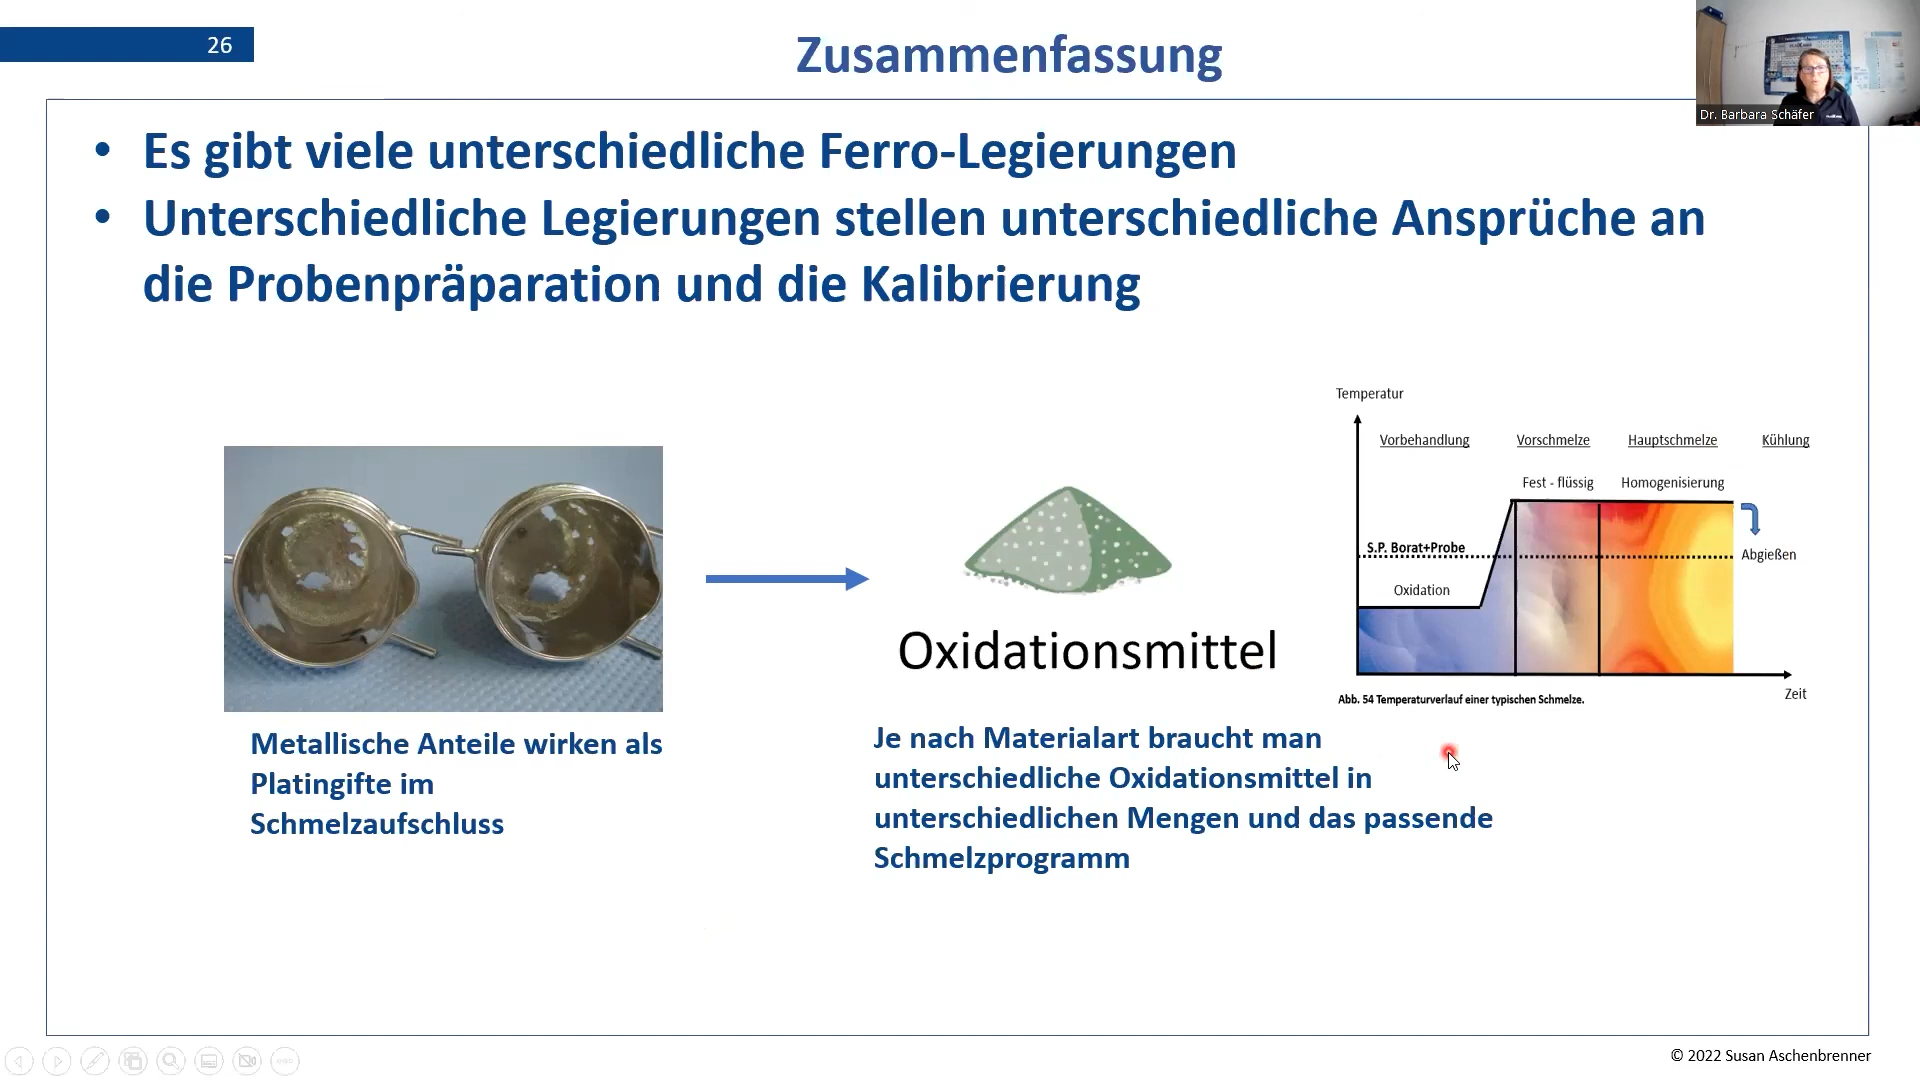 26
Zusammenfassung
Dr. Barbara Schäfer
• Es gibt viele unterschiedliche Ferro-Legierungen
• Unterschiedliche Legierungen stellen unterschiedliche Ansprüche an
die Probenpräparation und die Kalibrierung
Metallische Anteile wirken als
Platingifte im
Schmelzaufschluss
Oxidationsmittel
Je nach Materialart braucht man
unterschiedliche Oxidationsmittel in
unterschiedlichen Mengen und das passende
Schmelzprogramm
Temperatur
Vorbehandlung Vorschmelze Hauptschmelze Kühlung
Fest - flüssig Homogenisierung
S.P. Borat+Probe
Abgießen
Oxidation
Zeit
Abb. 54 Temperaturverlauf einer typischen Schmelze.
© 2022 Susan Aschenbrenner